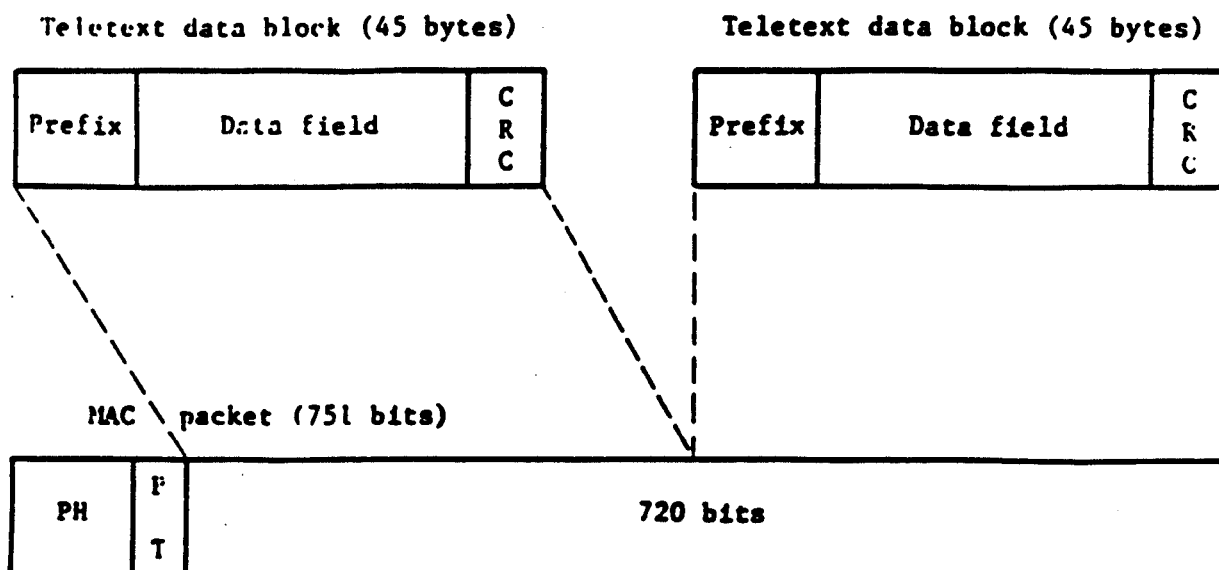 Teletext data block (45 bytes)
Teletext data block (45 bytes)
Prefix
Data field
C
R
C
Prefix
Data field
C
R
C
MAC packet (751 bits)
PH
P
T
720 bits